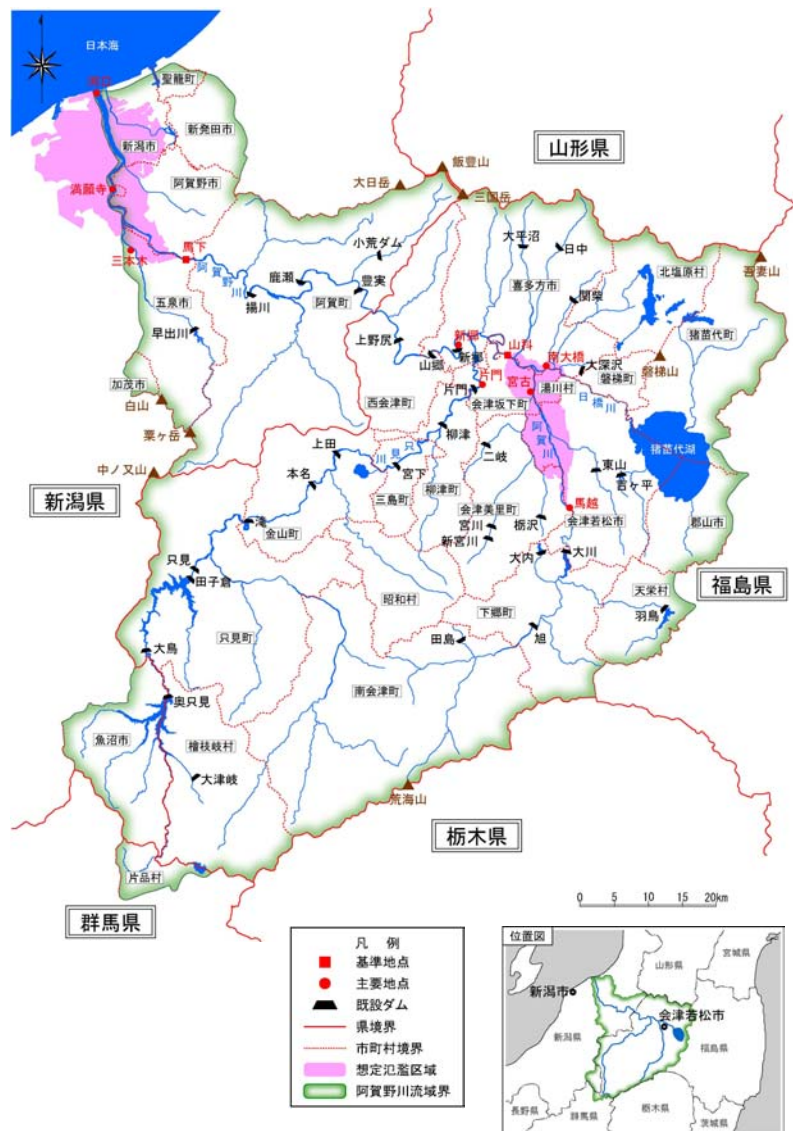 日本海
聖籠町
新発田市
新潟市
阿賀野市
満願寺
三本木
馬下
五泉市
早出川
加茂市
白山
粟ヶ岳
中ノ又山
新潟県
山形県
飯豊山
大日岳
三国岳
小荒ダム
鹿瀬
豊実
阿賀野川
揚川
阿賀町
上野尻
山郷
新郷
西会津町
片門
片門
会津坂下町
大平沼
日中
喜多方市
関柴
山科
南大橋
宮古
湯川村
大深沢
磐梯町
磐梯山
北塩原村
吾妻山
猪苗代町
日橋川
猪苗代湖
阿賀川
柳津
只見川
宮下
三島町
柳津町
二岐
会津美里町
宮川
新宮川
栃沢
馬越
東山
会津若松市
郡山市
大内
大川
天栄村
羽鳥
福島県
上田
本名
滝
金山町
昭和村
下郷町
旭
田島
只見
田子倉
只見町
大鳥
南会津町
奥只見
魚沼市
檜枝岐村
大津岐
荒海山
片品村
栃木県
群馬県
0 5 10 15 20km
凡 例
基準地点
主要地点
既設ダム
県境界
市町村境界
想定氾濫区域
阿賀野川流域界
位置図
山形県
宮城県
新潟市
会津若松市
新潟県
福島県
長野県
群馬県
栃木県
茨城県